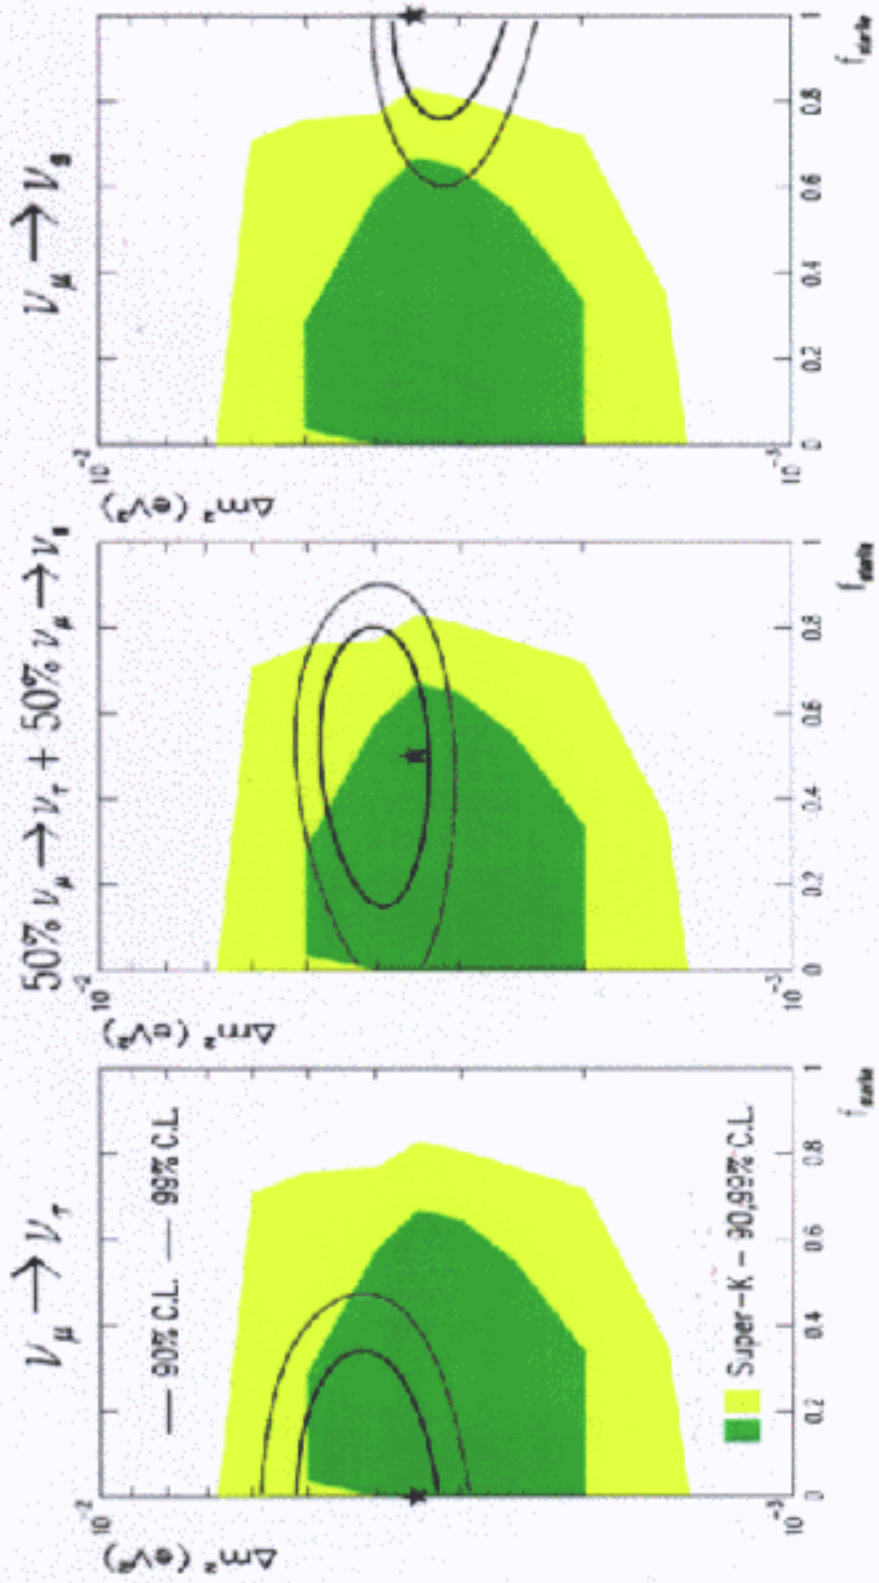 ν_μ → ν_τ
50% ν_μ → ν_τ + 50% ν_μ → ν_s
ν_μ → ν_s
Δm² (eV²)
10⁻²
— 90% C.L. — 99% C.L.
Super-K - 90,99% C.L.
10⁻³
0 0.2 0.4 0.6 0.8 1
f_sterile
Δm² (eV²)
10⁻²
10⁻³
0 0.2 0.4 0.6 0.8 1
f_sterile
Δm² (eV²)
10⁻²
10⁻³
0 0.2 0.4 0.6 0.8 1
f_sterile